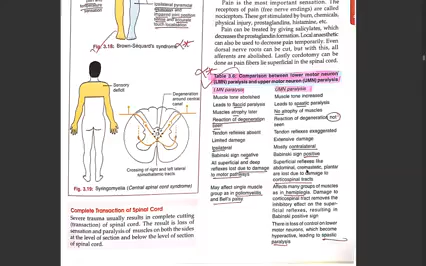 pain and
temperature
sensation
Ipsilateral pyramidal
Fig. 3.18: Brown-Séquard's syndrome
Sensory
deficit
Degeneration
around central
canal
Crossing of right and left lateral
spinothalamic tracts
Fig. 3.19: Syringomyelia (Central spinal cord syndrome)
Complete Transaction of Spinal Cord
Severe trauma usually results in complete cutting
(transaction) of spinal cord. The result is loss of
sensation and paralysis of muscles on both the sides
at the level of section and below the level of section
of spinal cord.
Pain is the most important sensation. The
receptors of pain (free nerve endings) are called
nociceptors. These get stimulated by burn, chemicals,
physical injury, prostaglandins, histamine, etc.
Pain can be treated by giving salicylates, which
decreases the prostaglandin formation. Local anaesthetic
can also be used to decrease pain temporarily. Even
dorsal nerve roots can be cut, but with this, all
sensations are abolished. Lastly cordotomy can be
done as pain fibers lie superficial in the spinal cord.
Table 3.6: Comparison between lower motor neuron
(LMN) paralysis and upper motor neuron (UMN) paralysis
LMN paralysis UMN paralysis
Muscle tone abolished Muscle tone increased
Leads to flaccid paralysis Leads to spastic paralysis
Muscles atrophy later No atrophy of muscles
Reaction of degeneration Reaction of degeneration not
seen seen
Tendon reflexes absent Tendon reflexes exaggerated
Limited damage Extensive damage
Ipsilateral Mostly contralateral
Babinski sign negative Babinski sign positive
All superficial and deep Superficial reflexes like
reflexes lost due to damage abdominal, cremasteric, plantar
to motor pathways are lost due to damage to
corticospinal tracts
May affect single muscle Affects many groups of muscles
group as in poliomyelitis as in hemiplegia. Damage to
and Bell's palsy corticospinal tract removes the
inhibitory effect on the super-
ficial reflexes, resulting in
Babinski sign positive
There is loss of control on lower
motor neurons, which become
hyperactive, leading to spastic
paralysis